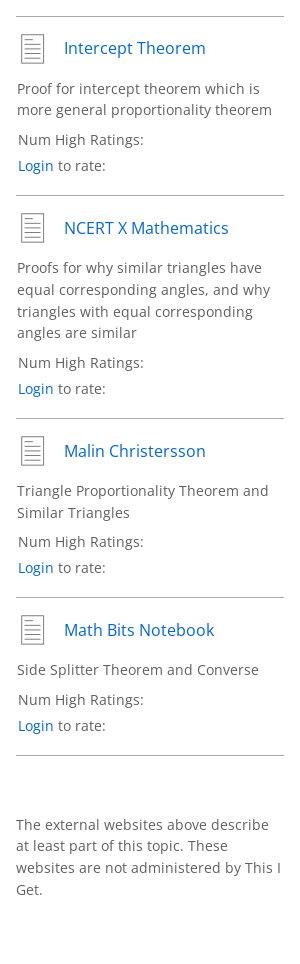 Intercept Theorem
Proof for intercept theorem which is
more general proportionality theorem
Num High Ratings:
Login to rate:
NCERT X Mathematics
Proofs for why similar triangles have
equal corresponding angles, and why
triangles with equal corresponding
angles are similar
Num High Ratings:
Login to rate:
Malin Christersson
Triangle Proportionality Theorem and
Similar Triangles
Num High Ratings:
Login to rate:
Math Bits Notebook
Side Splitter Theorem and Converse
Num High Ratings:
Login to rate:
The external websites above describe
at least part of this topic. These
websites are not administered by This I
Get.